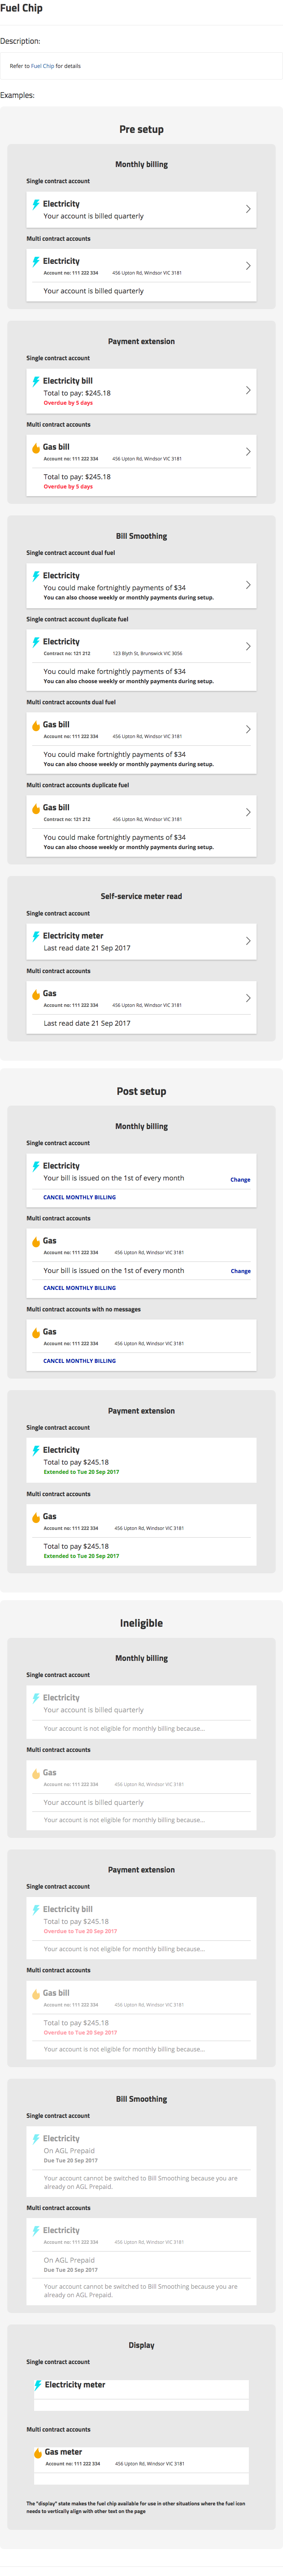 Fuel Chip
Description:
Refer to Fuel Chip for details
Examples:
Pre setup
Monthly billing
Single contract account
Electricity
Your account is billed quarterly
Multi contract accounts
Electricity
Account no: 111 222 334 456 Upton Rd, Windsor VIC 3181
Your account is billed quarterly
Payment extension
Single contract account
Electricity bill
Total to pay: $245.18
Overdue by 5 days
Multi contract accounts
Gas bill
Account no: 111 222 334 456 Upton Rd, Windsor VIC 3181
Total to pay: $245.18
Overdue by 5 days
Bill Smoothing
Single contract account dual fuel
Electricity
You could make fortnightly payments of $34
You can also choose weekly or monthly payments during setup.
Single contract account duplicate fuel
Electricity
Contract no: 121 212 123 Blyth St, Brunswick VIC 3056
You could make fortnightly payments of $34
You can also choose weekly or monthly payments during setup.
Multi contract accounts dual fuel
Gas bill
Account no: 111 222 334 456 Upton Rd, Windsor VIC 3181
You could make fortnightly payments of $34
You can also choose weekly or monthly payments during setup.
Multi contract accounts duplicate fuel
Gas bill
Contract no: 121 212 456 Upton Rd, Windsor VIC 3181
You could make fortnightly payments of $34
You can also choose weekly or monthly payments during setup.
Self-service meter read
Single contract account
Electricity meter
Last read date 21 Sep 2017
Multi contract accounts
Gas
Account no: 111 222 334 456 Upton Rd, Windsor VIC 3181
Last read date 21 Sep 2017
Post setup
Monthly billing
Single contract account
Electricity
Your bill is issued on the 1st of every month Change
CANCEL MONTHLY BILLING
Multi contract accounts
Gas
Account no: 111 222 334 456 Upton Rd, Windsor VIC 3181
Your bill is issued on the 1st of every month Change
CANCEL MONTHLY BILLING
Multi contract accounts with no messages
Gas
Account no: 111 222 334 456 Upton Rd, Windsor VIC 3181
CANCEL MONTHLY BILLING
Payment extension
Single contract account
Electricity
Total to pay $245.18
Extended to Tue 20 Sep 2017
Multi contract accounts
Gas
Account no: 111 222 334 456 Upton Rd, Windsor VIC 3181
Total to pay $245.18
Extended to Tue 20 Sep 2017
Ineligible
Monthly billing
Single contract account
Electricity
Your account is billed quarterly
Your account is not eligible for monthly billing because...
Multi contract accounts
Gas
Account no: 111 222 334 456 Upton Rd, Windsor VIC 3181
Your account is billed quarterly
Your account is not eligible for monthly billing because...
Payment extension
Single contract account
Electricity bill
Total to pay $245.18
Overdue to Tue 20 Sep 2017
Your account is not eligible for monthly billing because...
Multi contract accounts
Gas bill
Account no: 111 222 334 456 Upton Rd, Windsor VIC 3181
Total to pay $245.18
Overdue to Tue 20 Sep 2017
Your account is not eligible for monthly billing because...
Bill Smoothing
Single contract account
Electricity
On AGL Prepaid
Due Tue 20 Sep 2017
Your account cannot be switched to Bill Smoothing because you are
already on AGL Prepaid.
Multi contract accounts
Electricity
Account no: 111 222 334 456 Upton Rd, Windsor VIC 3181
On AGL Prepaid
Due Tue 20 Sep 2017
Your account cannot be switched to Bill Smoothing because you are
already on AGL Prepaid.
Display
Single contract account
Electricity meter
Multi contract accounts
Gas meter
Account no: 111 222 334 456 Upton Rd, Windsor VIC 3181
The "display" state makes the fuel chip available for use in other situations where the fuel icon
needs to vertically align with other text on the page